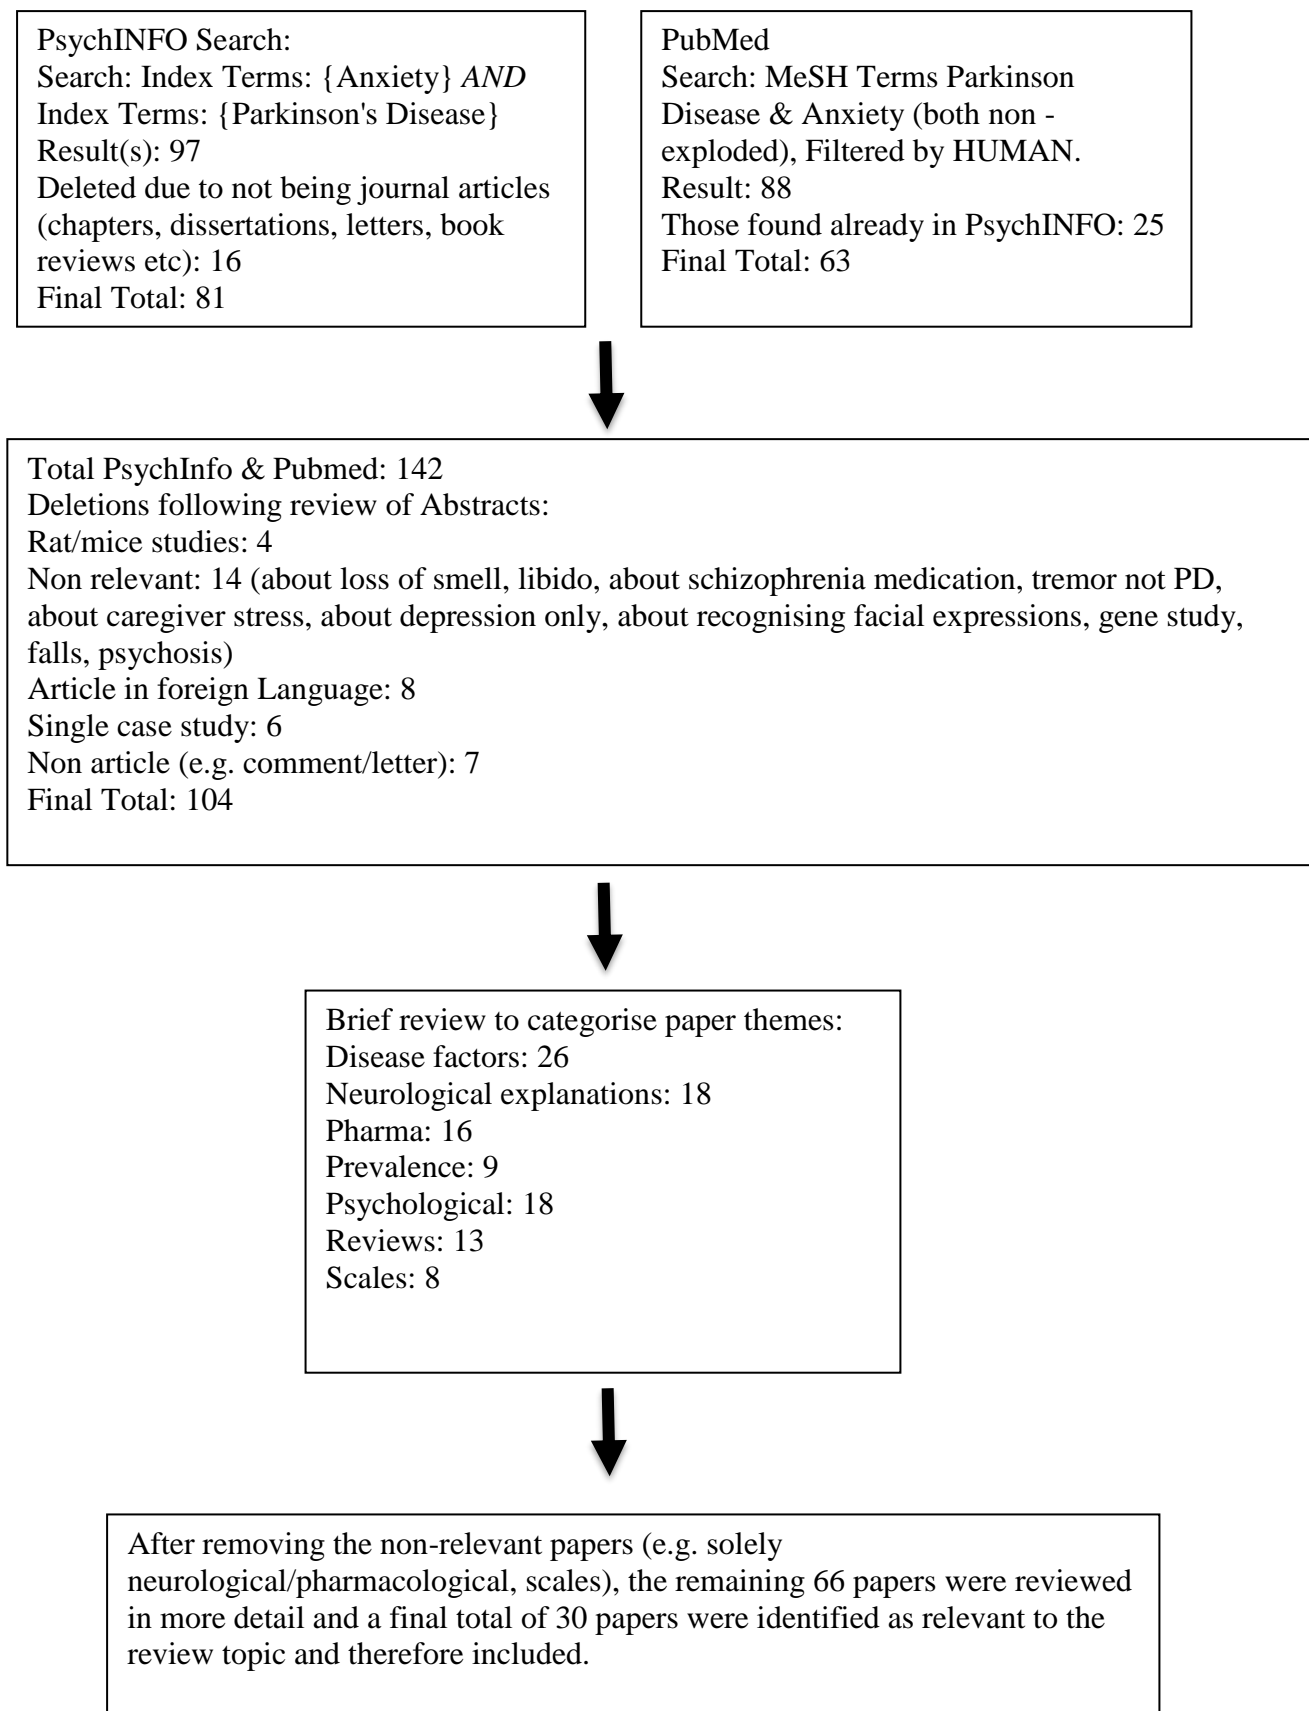 PsychINFO Search:
Search: Index Terms: {Anxiety} AND
Index Terms: {Parkinson's Disease}
Result(s): 97
Deleted due to not being journal articles
(chapters, dissertations, letters, book
reviews etc): 16
Final Total: 81
PubMed
Search: MeSH Terms Parkinson
Disease & Anxiety (both non -
exploded), Filtered by HUMAN.
Result: 88
Those found already in PsychINFO: 25
Final Total: 63
Total PsychInfo & Pubmed: 142
Deletions following review of Abstracts:
Rat/mice studies: 4
Non relevant: 14 (about loss of smell, libido, about schizophrenia medication, tremor not PD,
about caregiver stress, about depression only, about recognising facial expressions, gene study,
falls, psychosis)
Article in foreign Language: 8
Single case study: 6
Non article (e.g. comment/letter): 7
Final Total: 104
Brief review to categorise paper themes:
Disease factors: 26
Neurological explanations: 18
Pharma: 16
Prevalence: 9
Psychological: 18
Reviews: 13
Scales: 8
After removing the non-relevant papers (e.g. solely
neurological/pharmacological, scales), the remaining 66 papers were reviewed
in more detail and a final total of 30 papers were identified as relevant to the
review topic and therefore included.